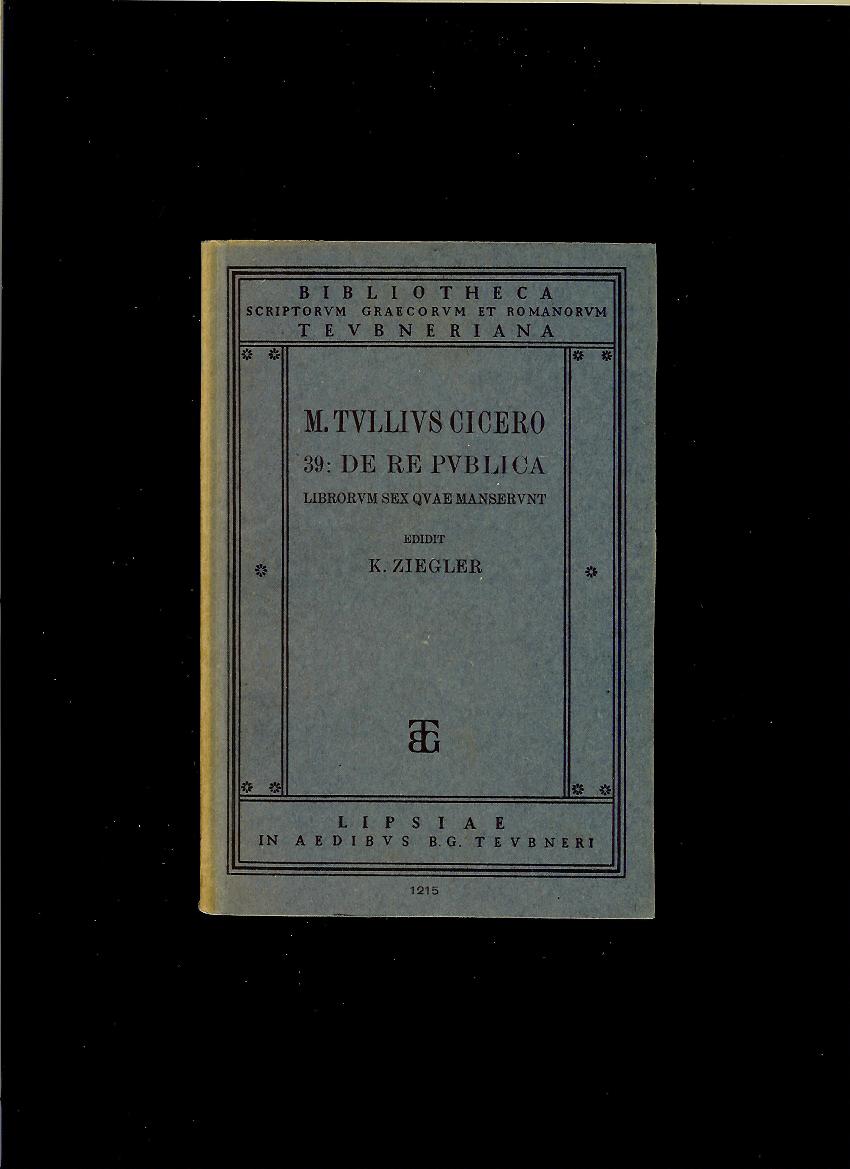 BIBLIOTHECA
SCRIPTORVM GRAECORVM ET ROMANORVM
TEVBNERIANA
M. TVLLIVS CICERO
39: DE RE PVBLICA
LIBRORVM SEX QVAE MANSERVNT
EDIDIT
K. ZIEGLER
BTG
LIPSIAE
IN AEDIBVS B.G. TEVBNERI
1215